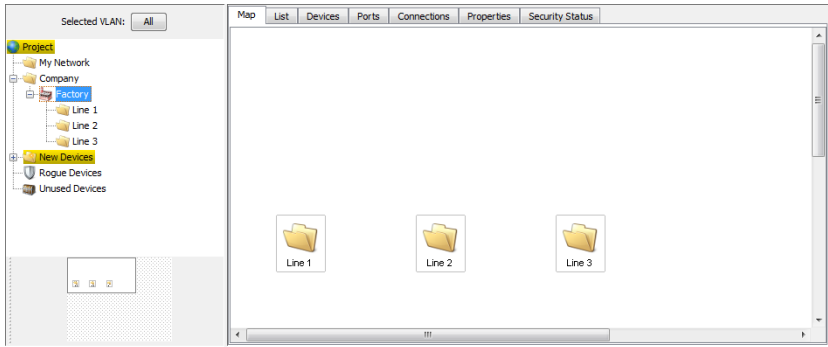 Selected VLAN: All
Project
My Network
Company
Factory
Line 1
Line 2
Line 3
New Devices
Rogue Devices
Unused Devices
Map List Devices Ports Connections Properties Security Status
Line 1 Line 2 Line 3